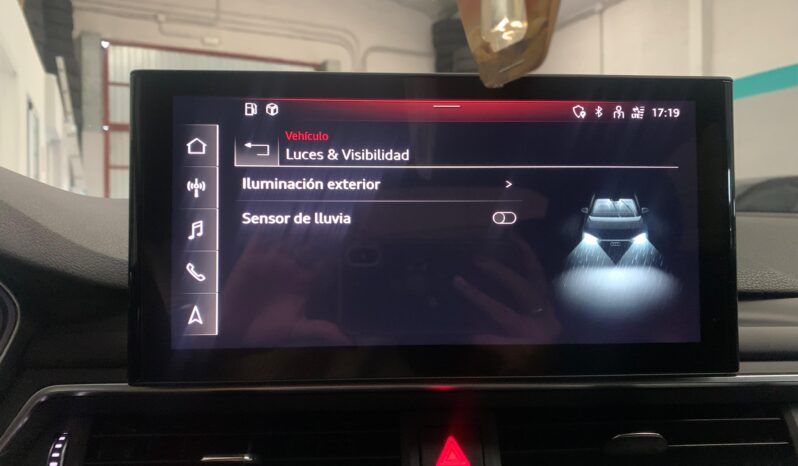 17:19
Vehículo
Luces & Visibilidad
Iluminación exterior >
Sensor de lluvia